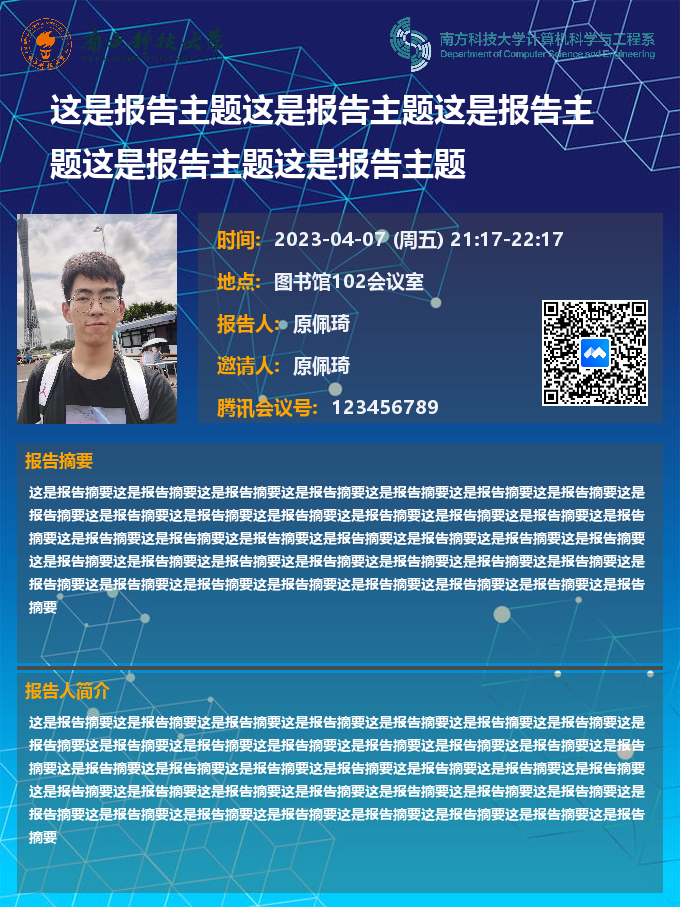 南方科技大学
南方科技大学计算机科学与工程系
Department of Computer Science and Engineering
这是报告主题这是报告主题这是报告主
题这是报告主题这是报告主题
时间: 2023-04-07 (周五) 21:17-22:17
地点: 图书馆102会议室
报告人: 原佩琦
邀请人: 原佩琦
腾讯会议号: 123456789
报告摘要
这是报告摘要这是报告摘要这是报告摘要这是报告摘要这是报告摘要这是报告摘要这是报告摘要这是
报告摘要这是报告摘要这是报告摘要这是报告摘要这是报告摘要这是报告摘要这是报告摘要这是报告
摘要这是报告摘要这是报告摘要这是报告摘要这是报告摘要这是报告摘要这是报告摘要这是报告摘要
这是报告摘要这是报告摘要这是报告摘要这是报告摘要这是报告摘要这是报告摘要这是报告摘要这是
报告摘要这是报告摘要这是报告摘要这是报告摘要这是报告摘要这是报告摘要这是报告摘要这是报告
摘要
报告人简介
这是报告摘要这是报告摘要这是报告摘要这是报告摘要这是报告摘要这是报告摘要这是报告摘要这是
报告摘要这是报告摘要这是报告摘要这是报告摘要这是报告摘要这是报告摘要这是报告摘要这是报告
摘要这是报告摘要这是报告摘要这是报告摘要这是报告摘要这是报告摘要这是报告摘要这是报告摘要
这是报告摘要这是报告摘要这是报告摘要这是报告摘要这是报告摘要这是报告摘要这是报告摘要这是
报告摘要这是报告摘要这是报告摘要这是报告摘要这是报告摘要这是报告摘要这是报告摘要这是报告
摘要